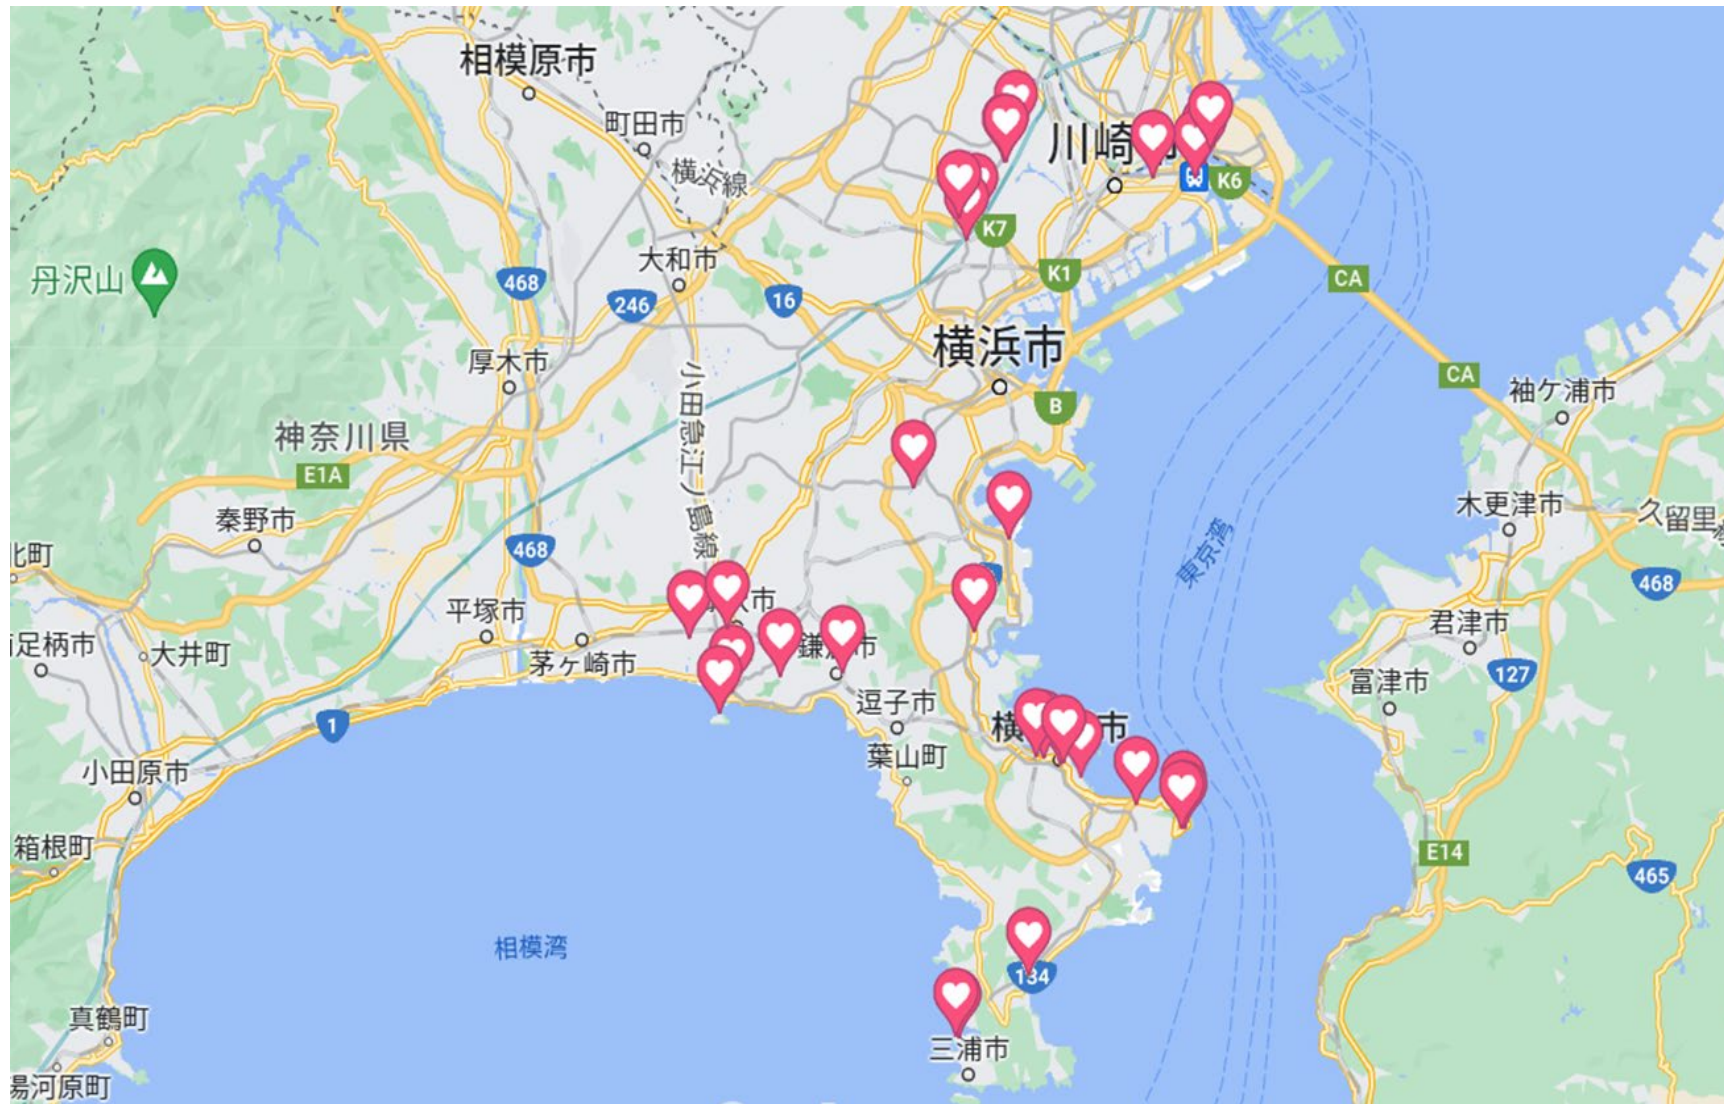 相模原市
町田市
横浜線
川崎
K6
K7
丹沢山
大和市
468
246
16
K1
CA
横浜市
CA
袖ケ浦市
厚木市
B
神奈川県
小田急江ノ島線
E1A
木更津市
久留里
秦野市
東京湾
468
北町
468
平塚市
市
君津市
足柄市
大井町
茅ヶ崎市
鎌
市
127
富津市
逗子市
1
横
市
葉山町
小田原市
箱根町
E14
465
相模湾
134
真鶴町
三浦市
湯河原町